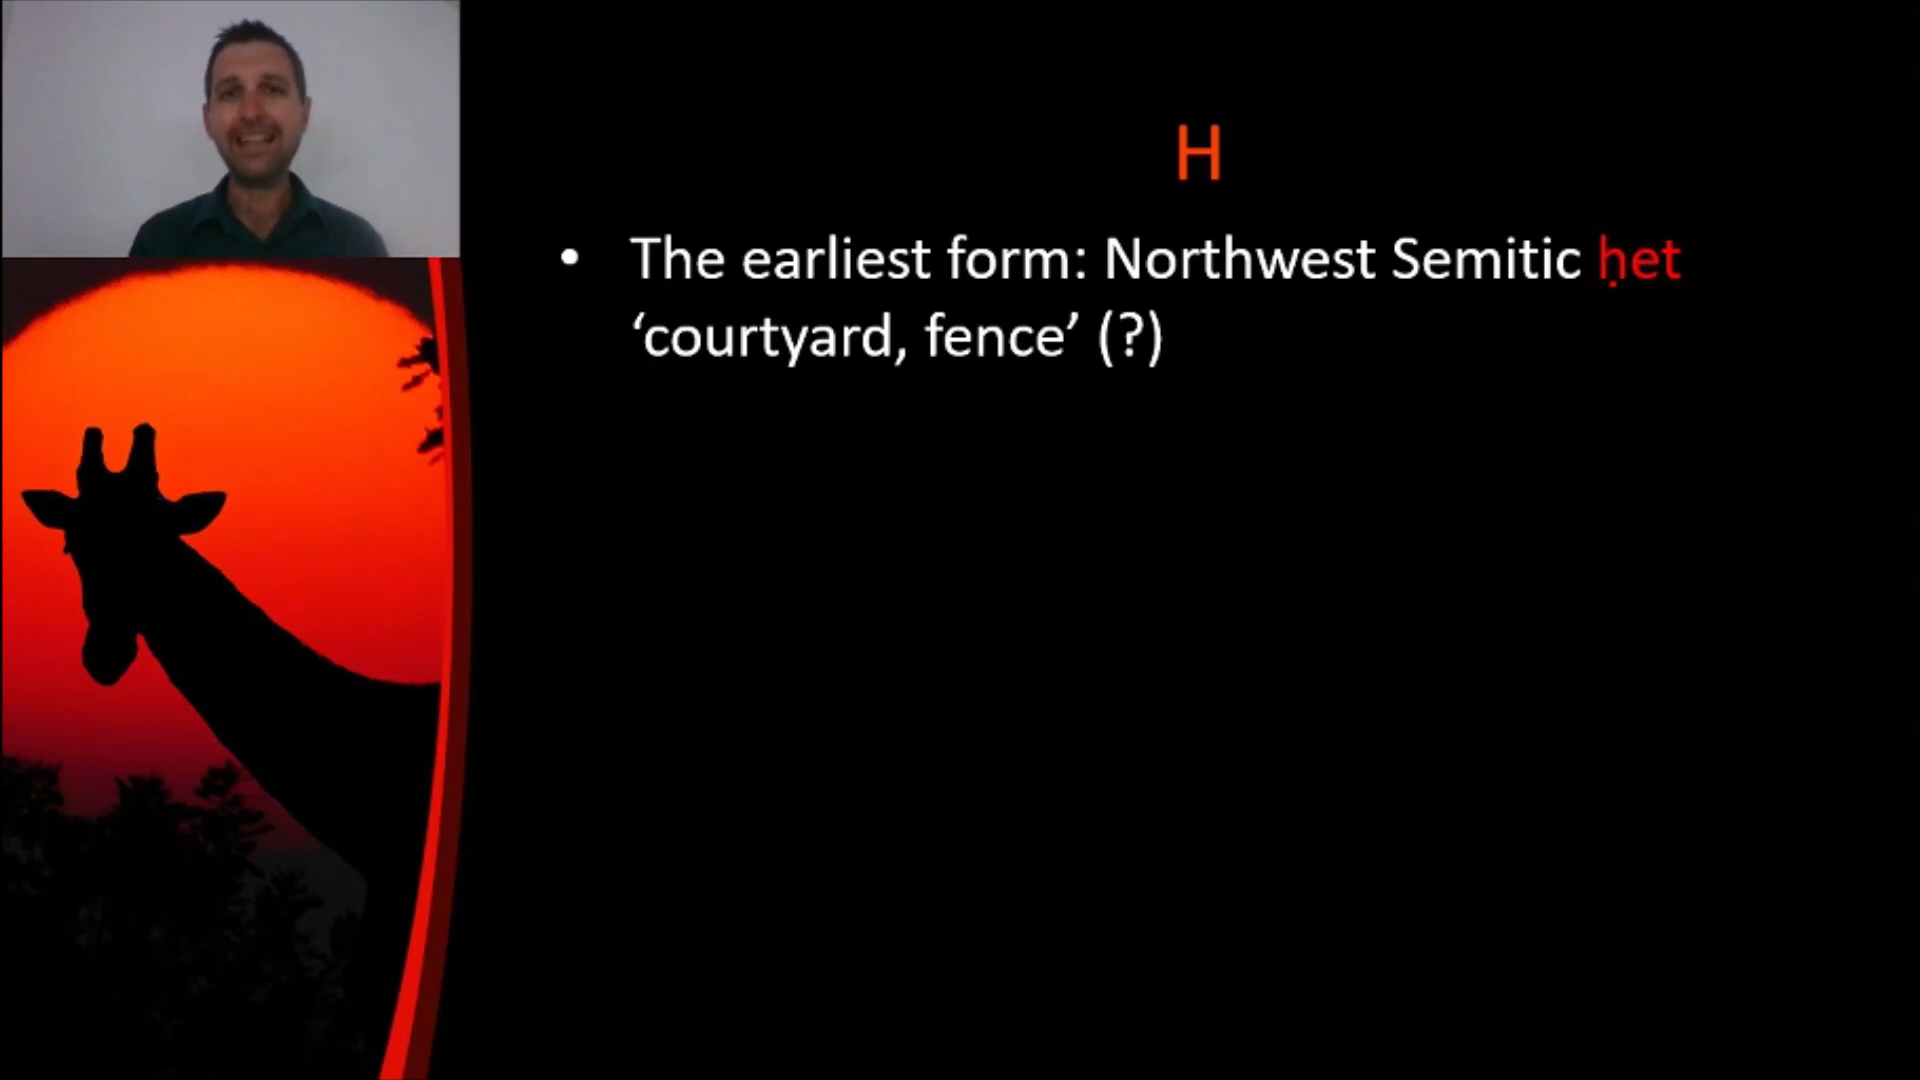 H
• The earliest form: Northwest Semitic ḥet
‘courtyard, fence’ (?)